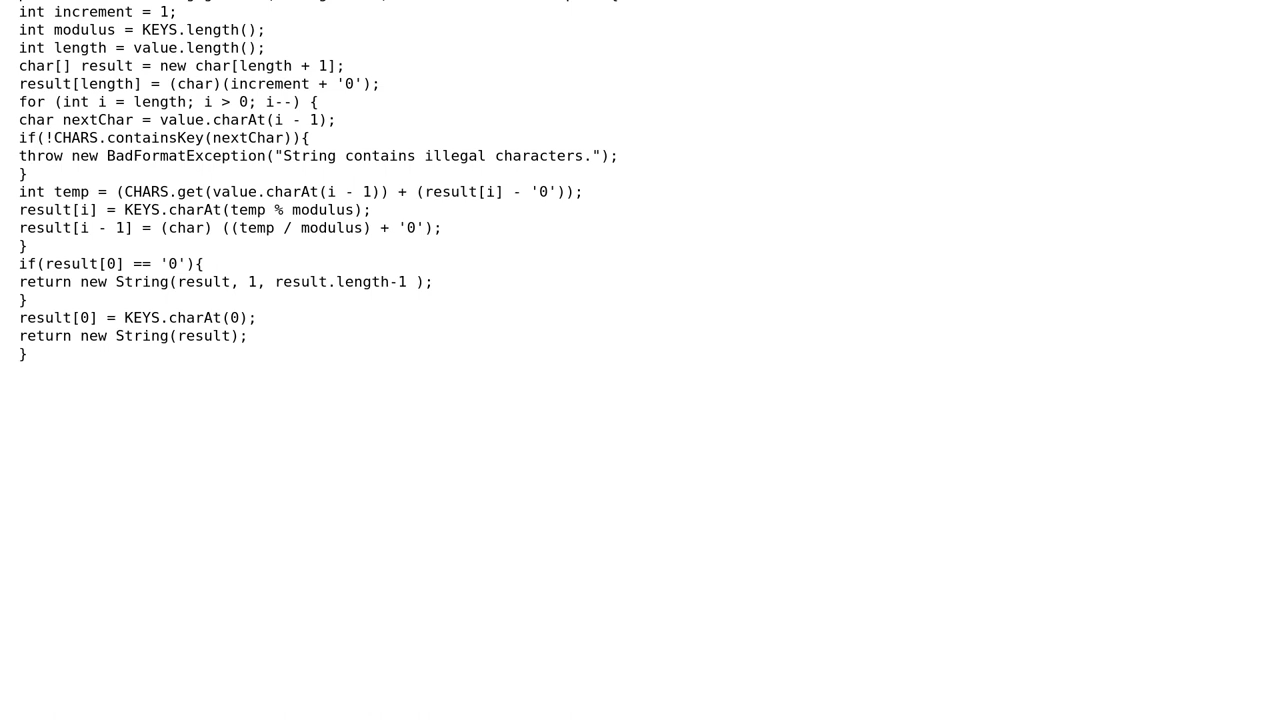 int increment = 1;
int modulus = KEYS.length();
int length = value.length();
char[] result = new char[length + 1];
result[length] = (char)(increment + '0');
for (int i = length; i > 0; i--) {
char nextChar = value.charAt(i - 1);
if(!CHARS.containsKey(nextChar)){
throw new BadFormatException("String contains illegal characters.");
}
int temp = (CHARS.get(value.charAt(i - 1)) + (result[i] - '0'));
result[i] = KEYS.charAt(temp % modulus);
result[i - 1] = (char) ((temp / modulus) + '0');
}
if(result[0] == '0'){
return new String(result, 1, result.length-1 );
}
result[0] = KEYS.charAt(0);
return new String(result);
}